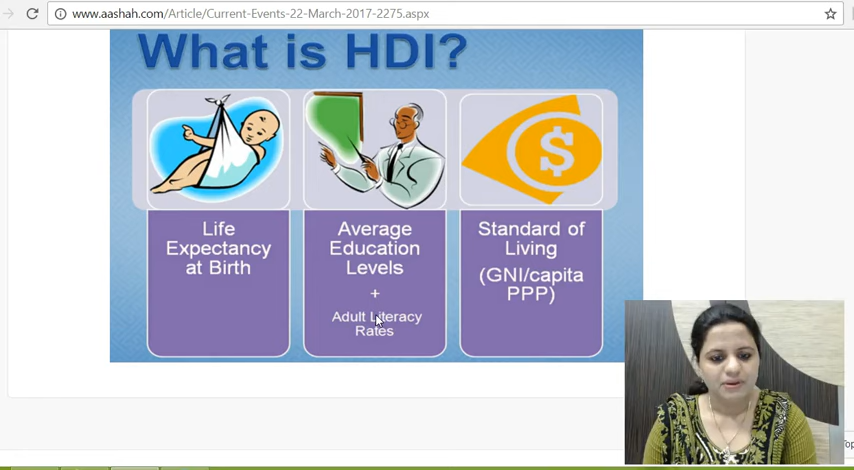 www.aashah.com/Article/Current-Events-22-March-2017-2275.aspx
What is HDI?
Life
Expectancy
at Birth
Average
Education
Levels
+
Adult Literacy
Rates
Standard of
Living
(GNI/capita
PPP)
$
Top